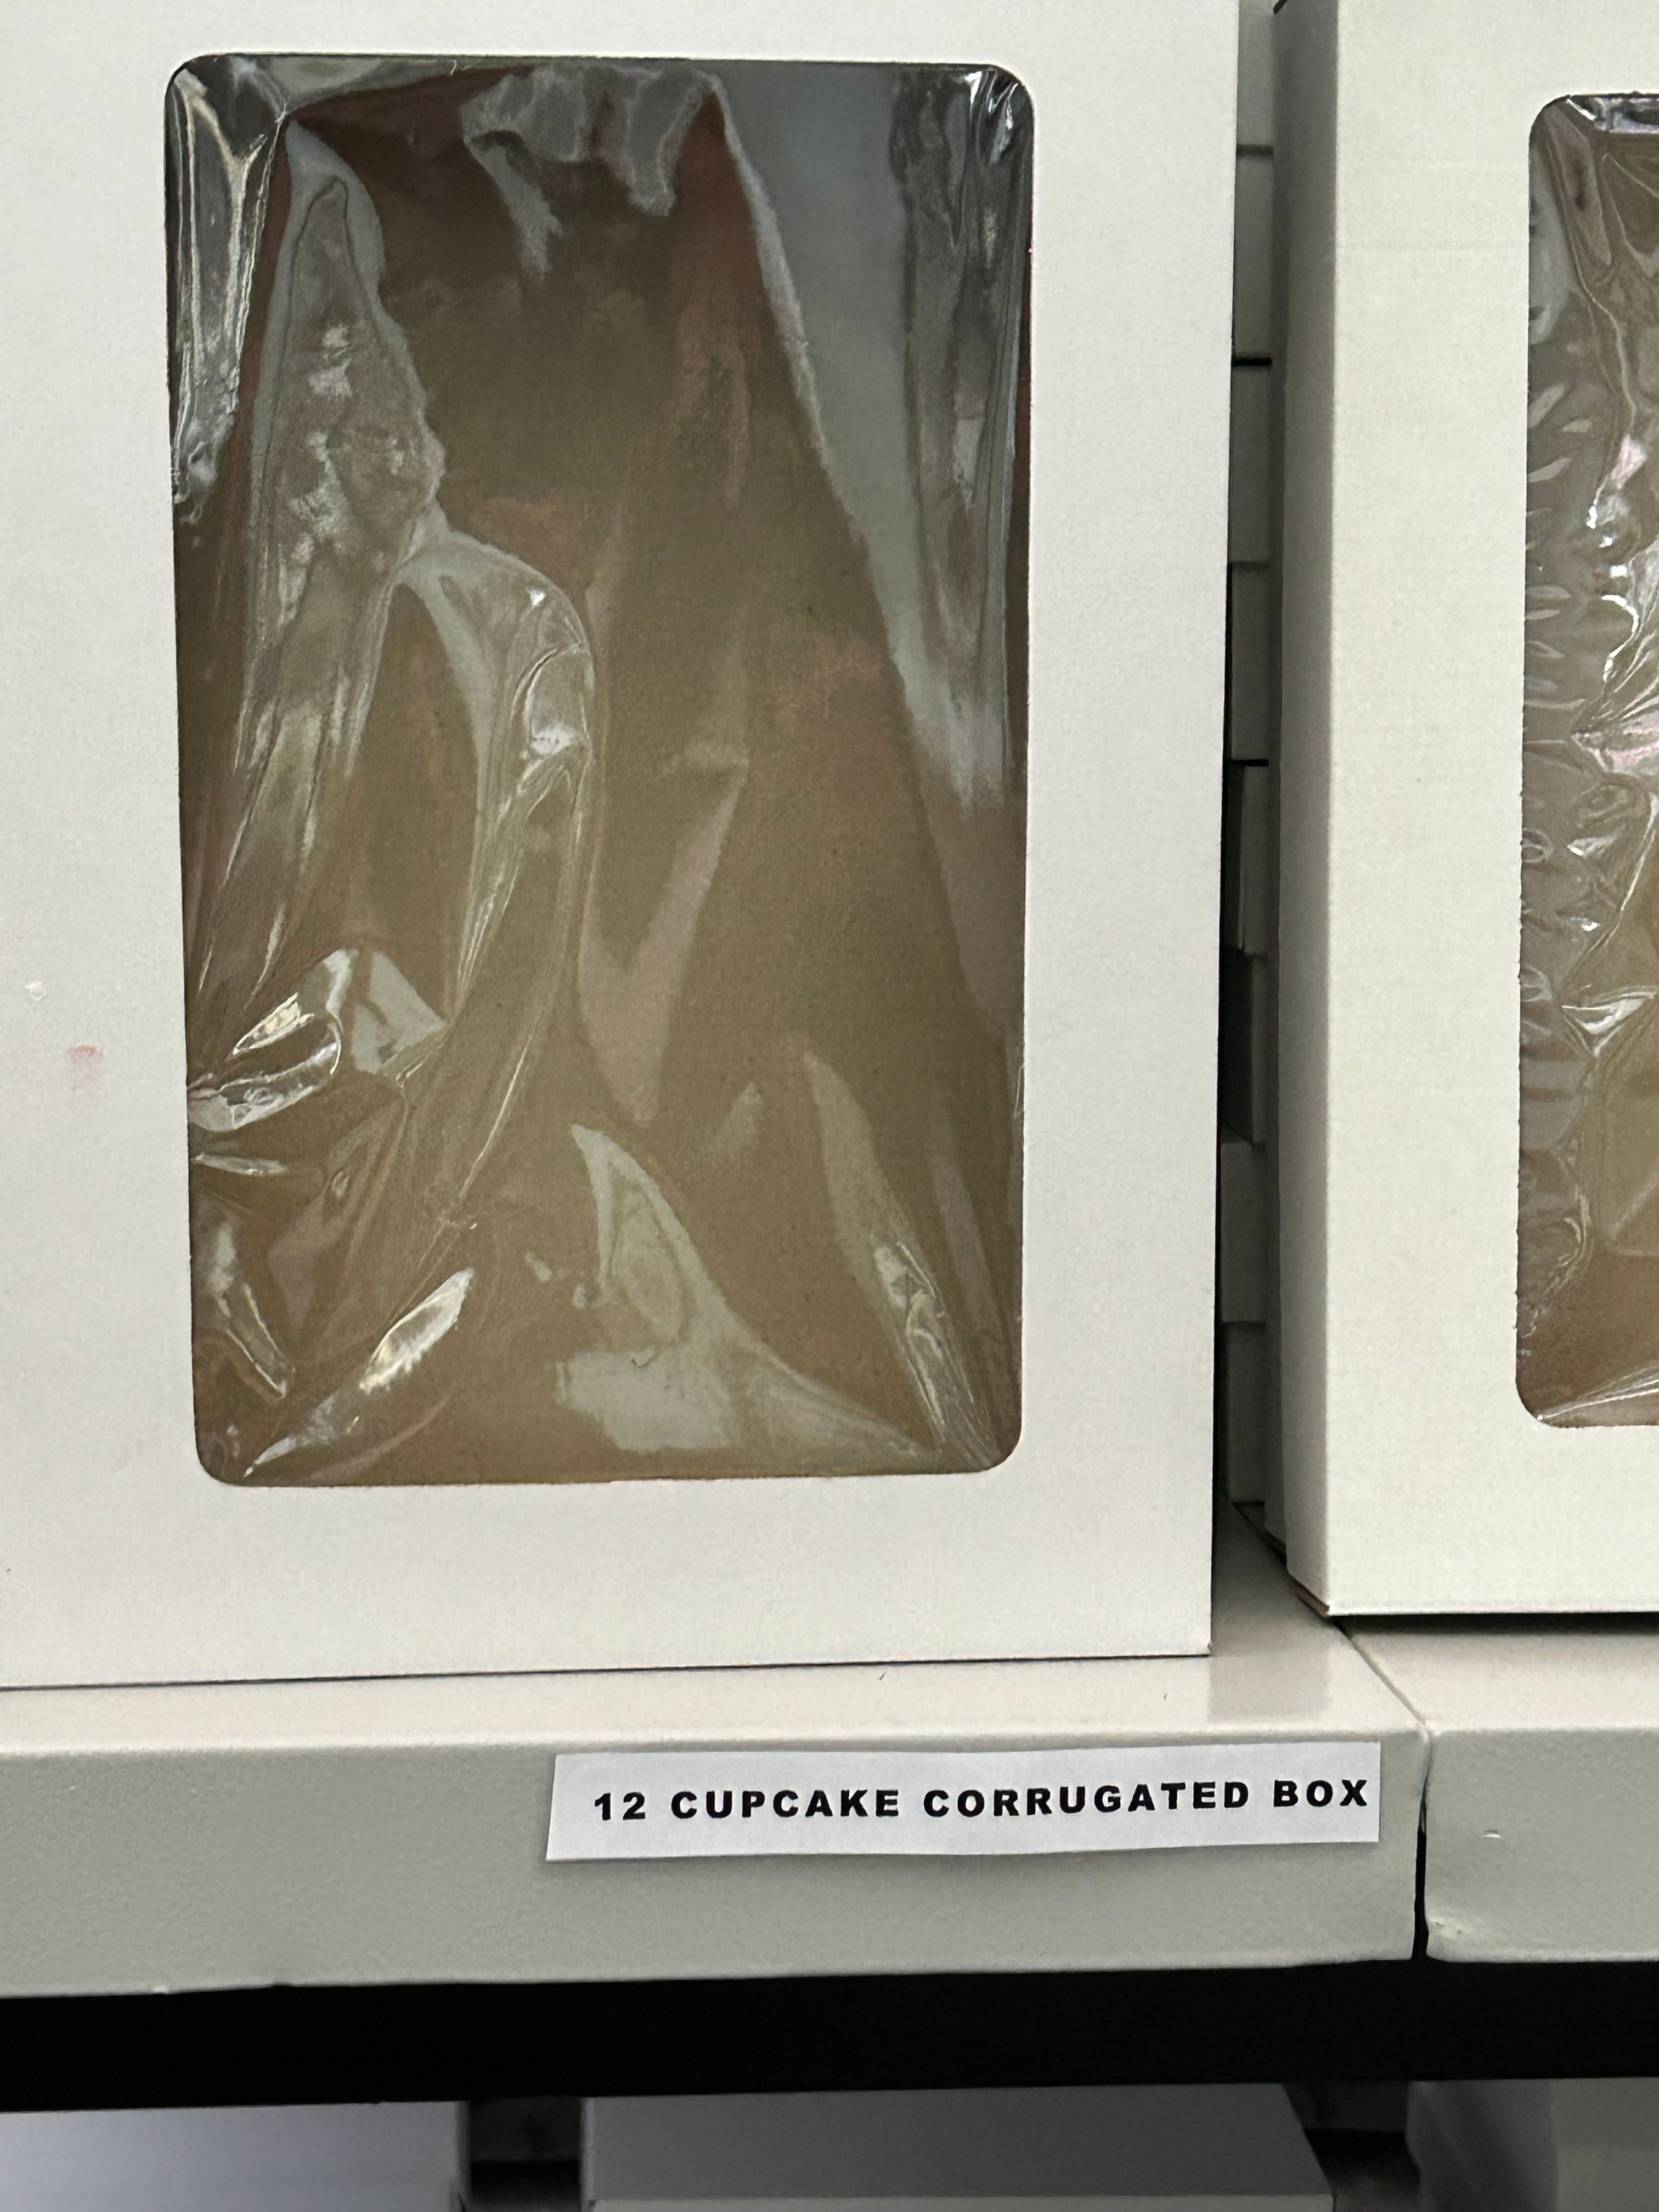 12 CUPCAKE CORRUGATED BOX